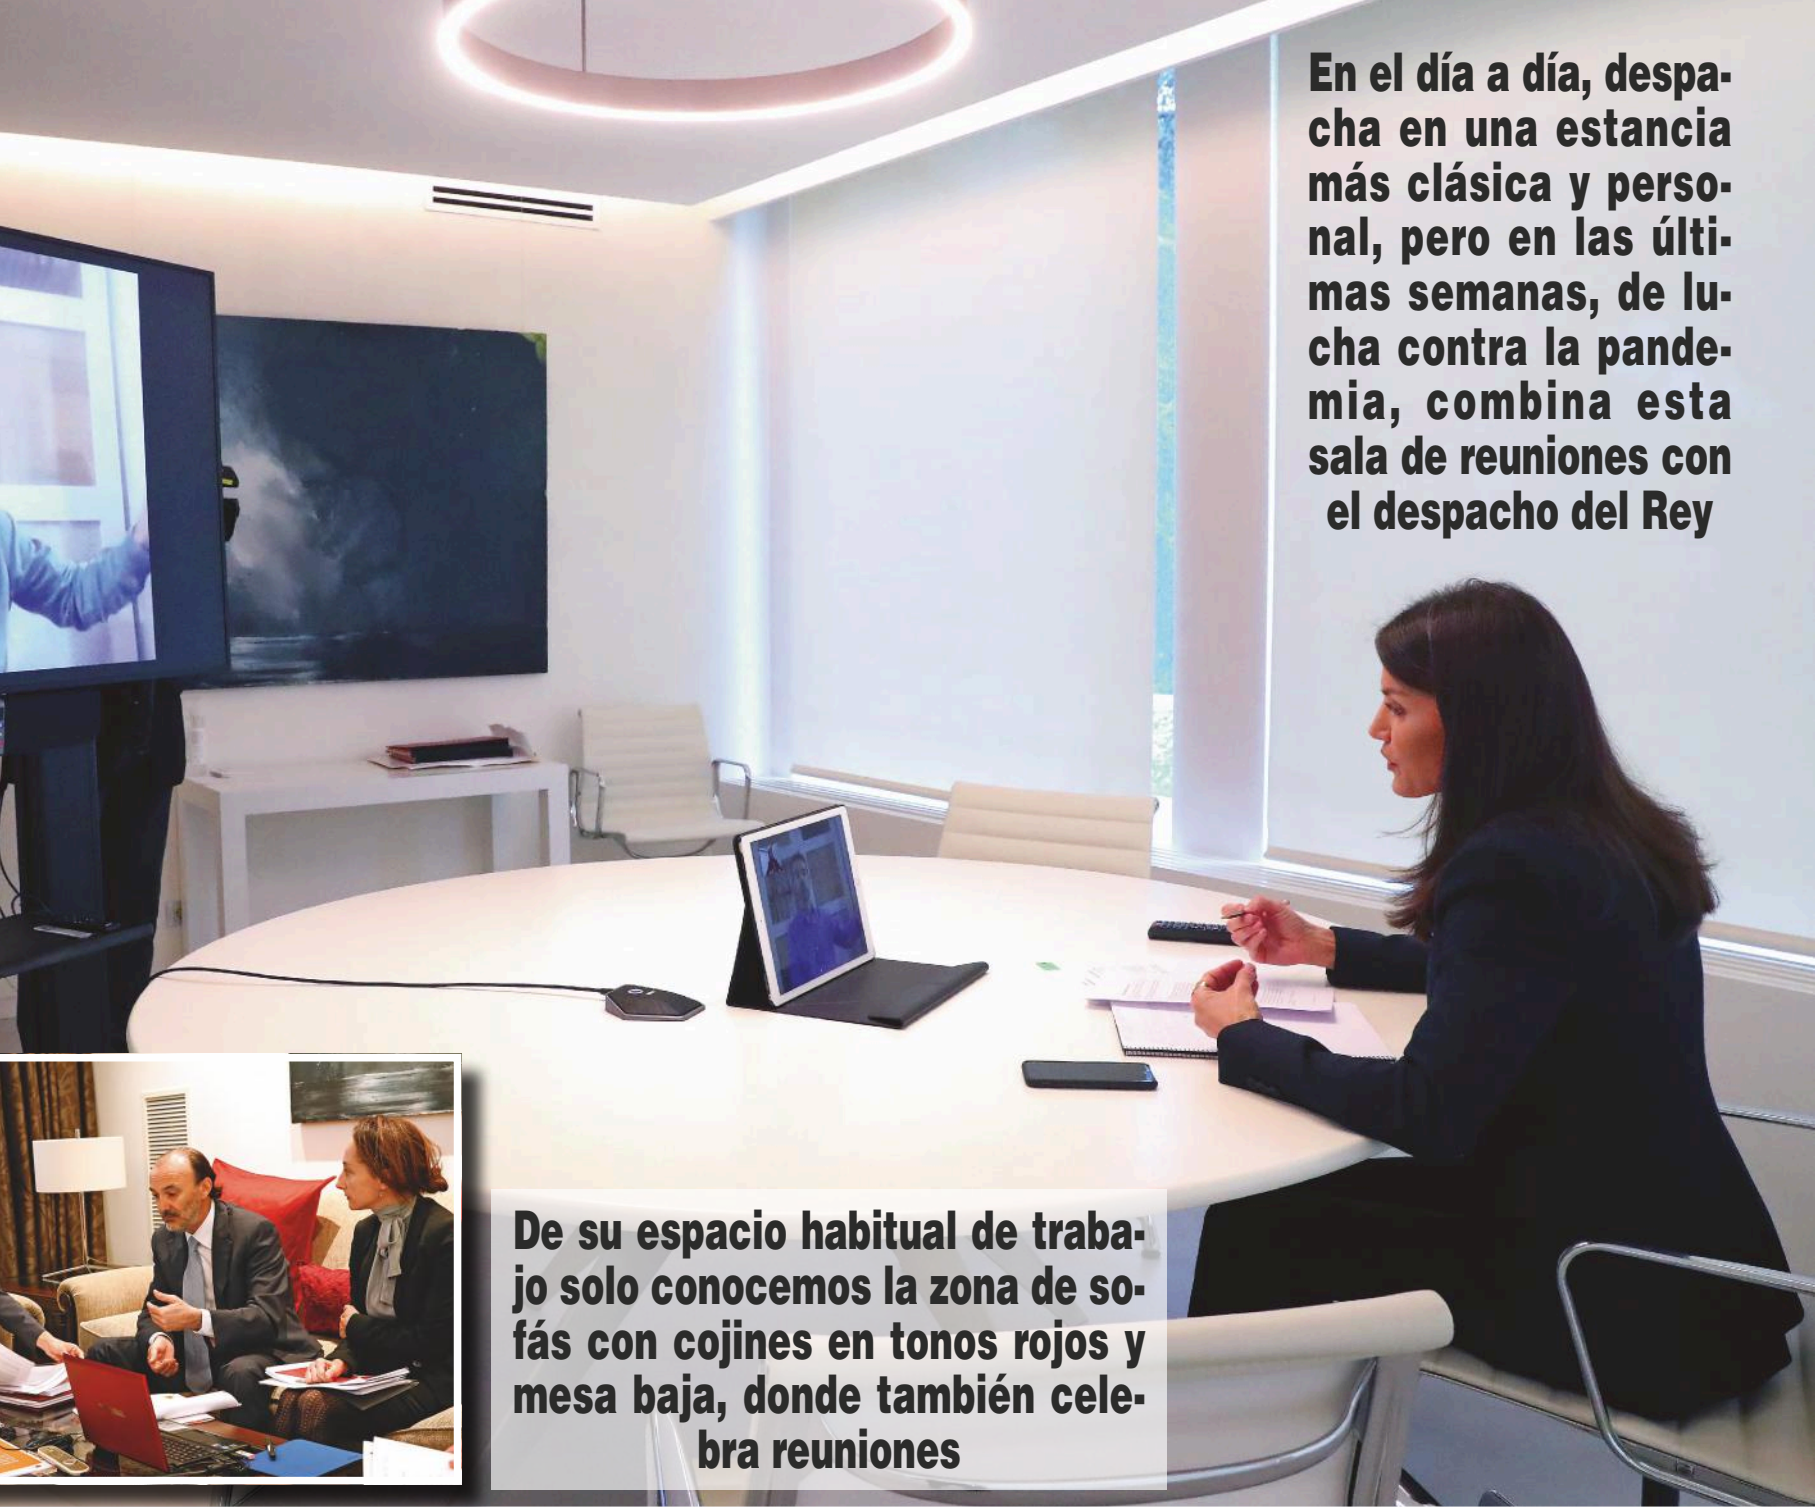 En el día a día, despa-
cha en una estancia
más clásica y perso-
nal, pero en las últi-
mas semanas, de lu-
cha contra la pande-
mia, combina esta
sala de reuniones con
el despacho del Rey
De su espacio habitual de traba-
jo solo conocemos la zona de so-
fás con cojines en tonos rojos y
mesa baja, donde también cele-
bra reuniones